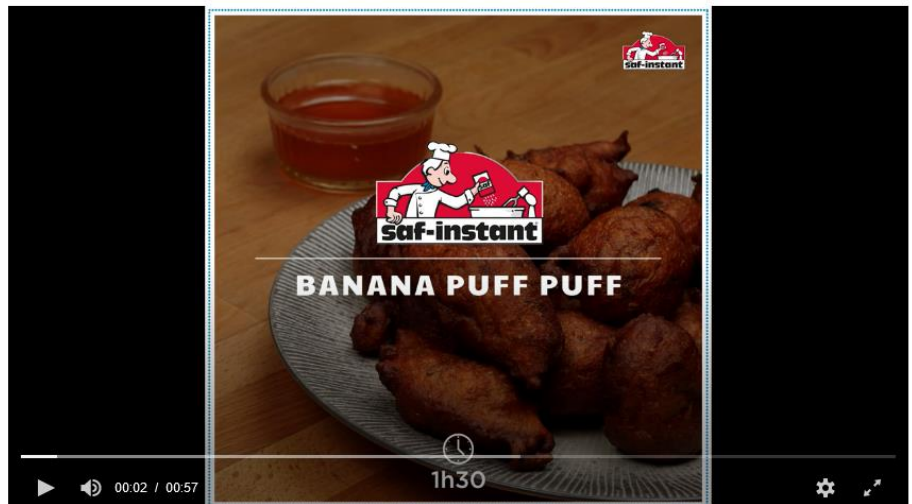 saf-instant
saf-instant
BANANA PUFF PUFF
1h30
00:02 / 00:57